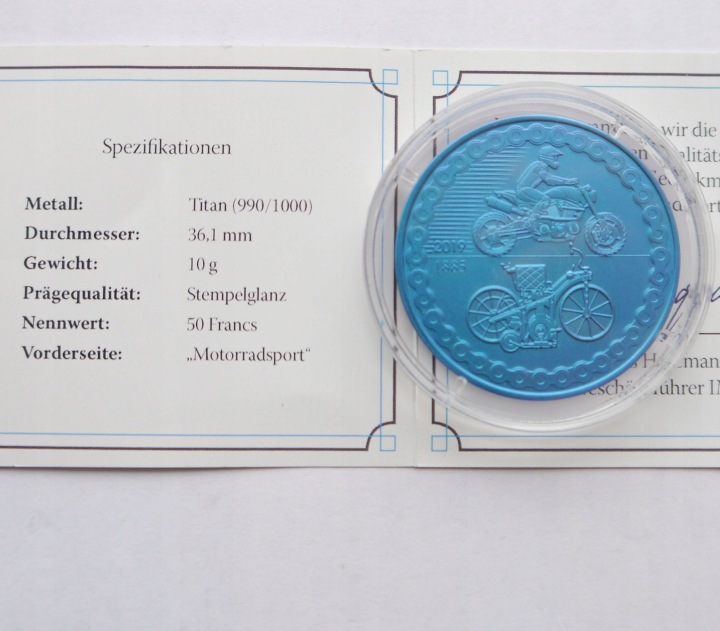 Spezifikationen
Metall: Titan (990/1000)
Durchmesser: 36,1 mm
Gewicht: 10 g
Prägequalität: Stempelglanz
Nennwert: 50 Francs
Vorderseite: „Motorradsport“
wir die
2019
1885
führer